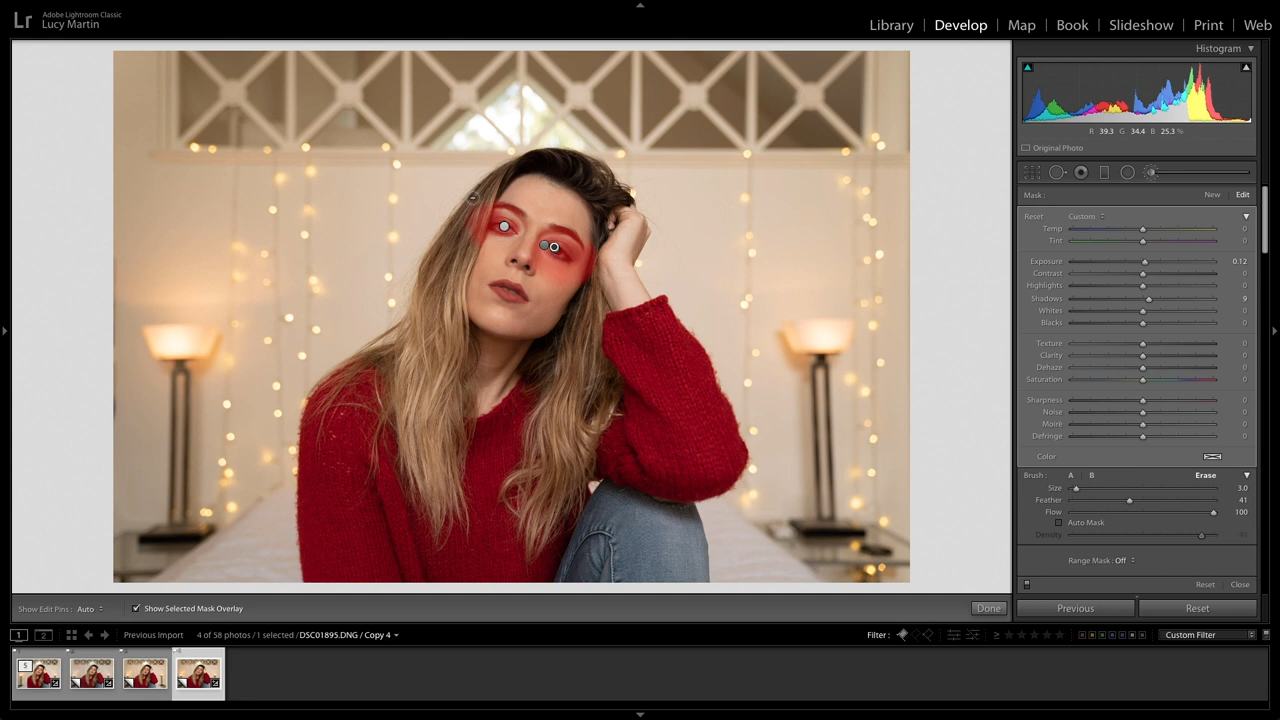 Lr
Adobe Lightroom Classic
Lucy Martin
Library | Develop | Map | Book | Slideshow | Print | Web
Histogram
R 39.3 G 34.4 B 25.3 %
Original Photo
Mask : New Edit
Reset Custom
Temp 0
Tint 0
Exposure 0.12
Contrast 0
Highlights 0
Shadows 9
Whites 0
Blacks 0
Texture 0
Clarity 0
Dehaze 0
Saturation 0
Sharpness 0
Noise 0
Moiré 0
Defringe 0
Color
Brush : A B Erase
Size 3.0
Feather 41
Flow 100
Auto Mask
Density
Range Mask : Off
Reset Close
Show Edit Pins : Auto Show Selected Mask Overlay Done
Previous Reset
1 2 Previous Import 4 of 58 photos / 1 selected / DSC01895.DNG / Copy 4 Filter : Custom Filter
5